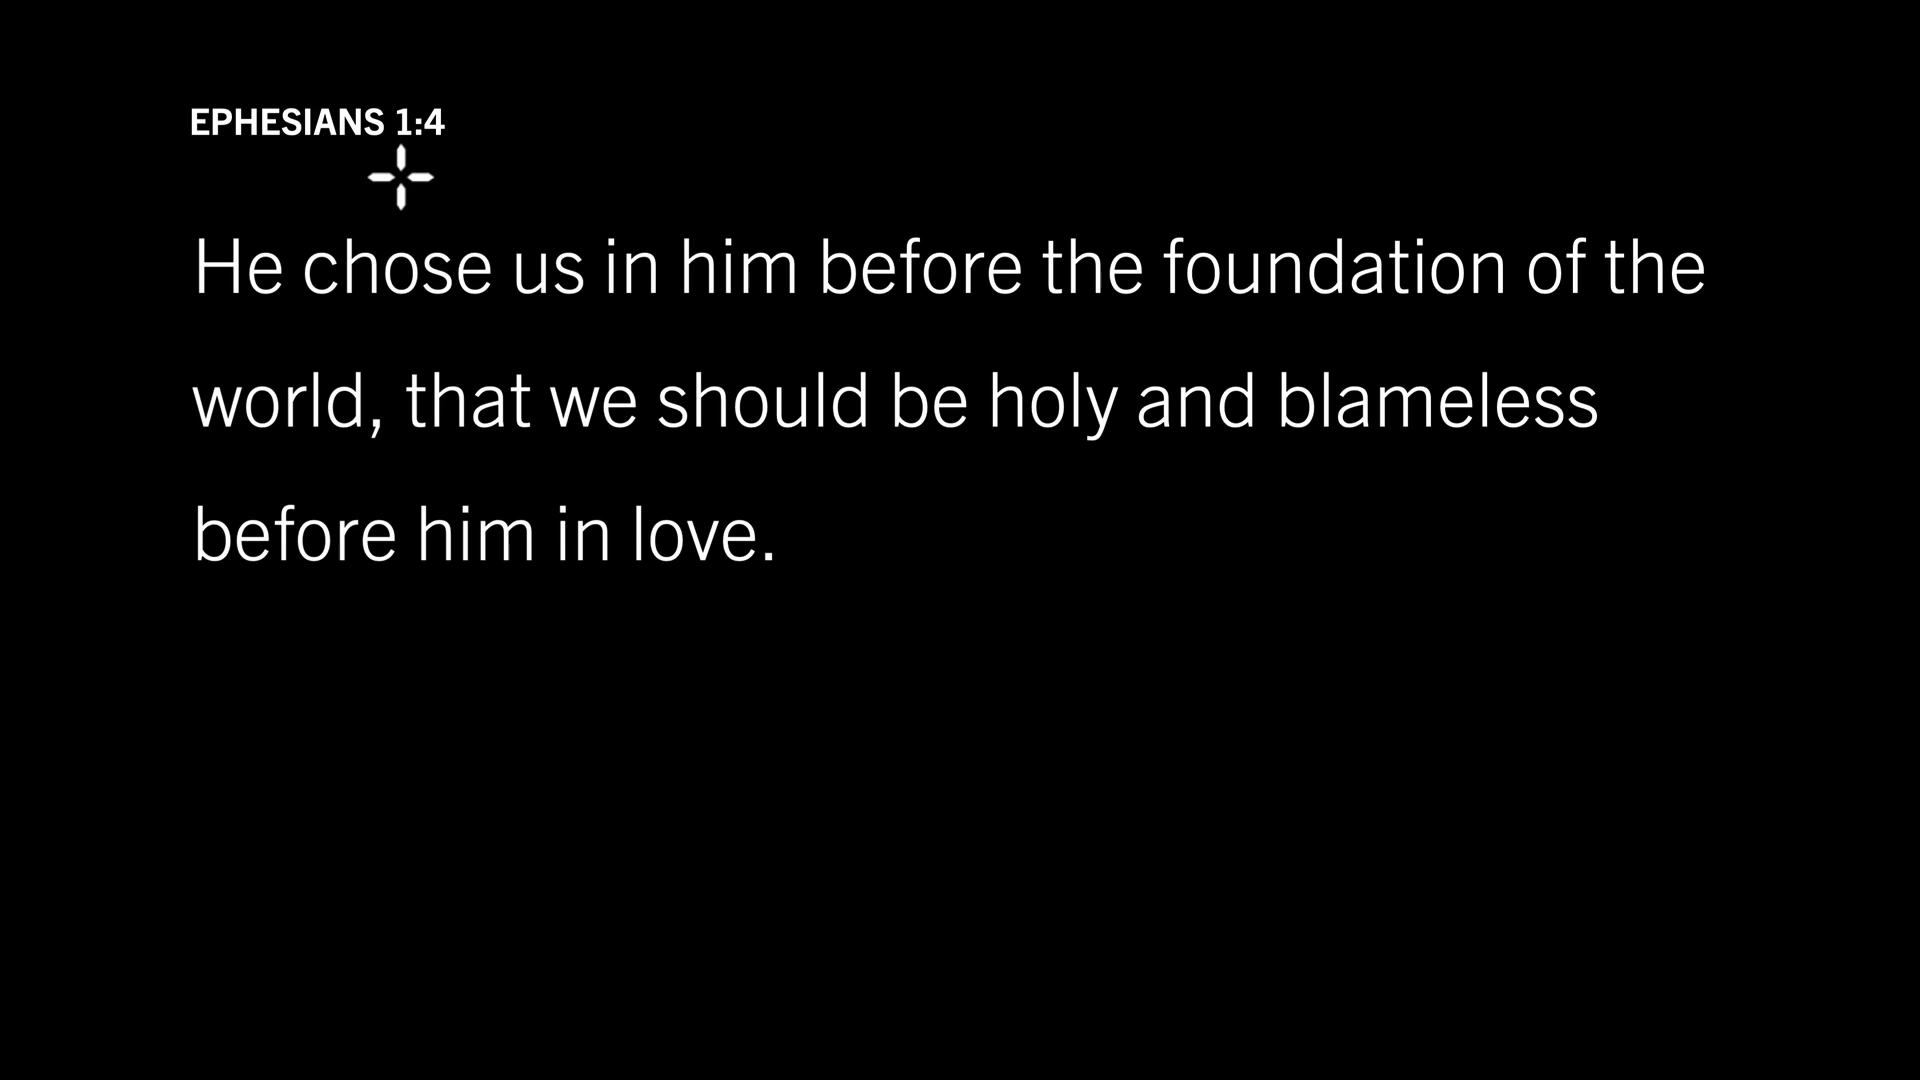 EPHESIANS 1:4
He chose us in him before the foundation of the
world, that we should be holy and blameless
before him in love.